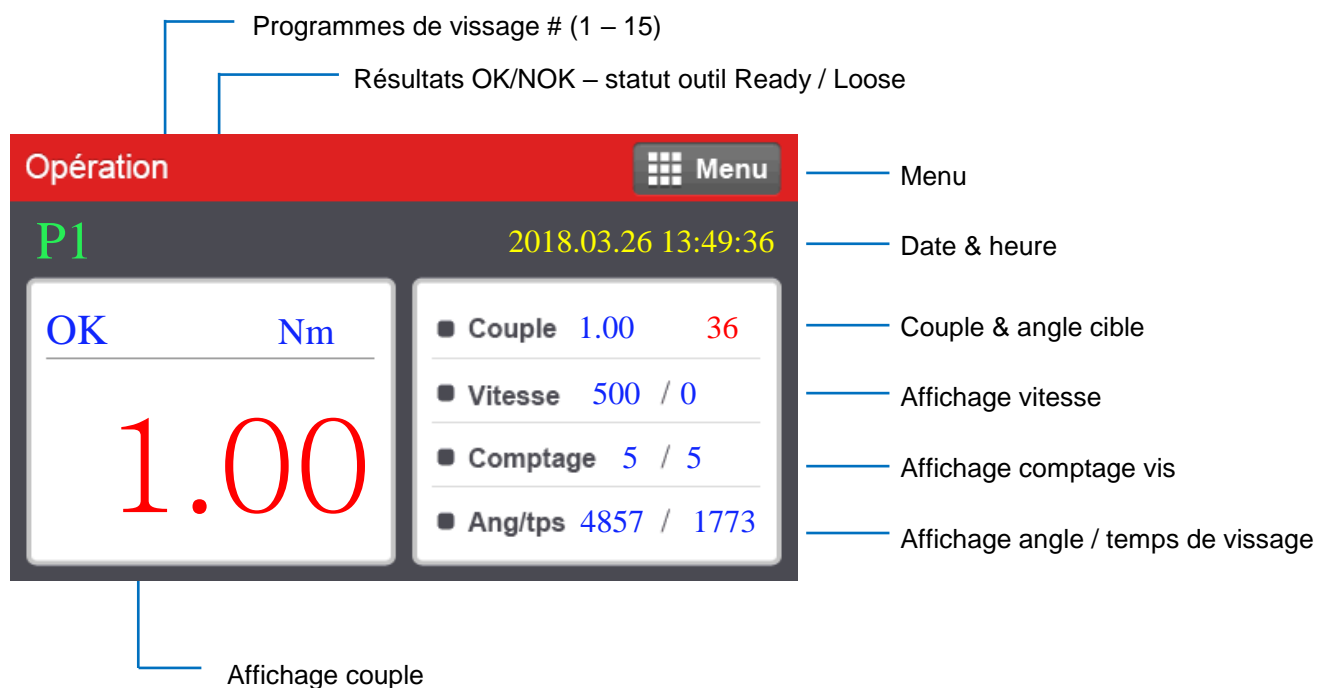 Programmes de vissage # (1 – 15)
Résultats OK/NOK – statut outil Ready / Loose
Opération
Menu
Menu
P1
2018.03.26 13:49:36
Date & heure
OK Nm
1.00
Couple 1.00 36
Couple & angle cible
Vitesse 500 / 0
Affichage vitesse
Comptage 5 / 5
Affichage comptage vis
Ang/tps 4857 / 1773
Affichage angle / temps de vissage
Affichage couple